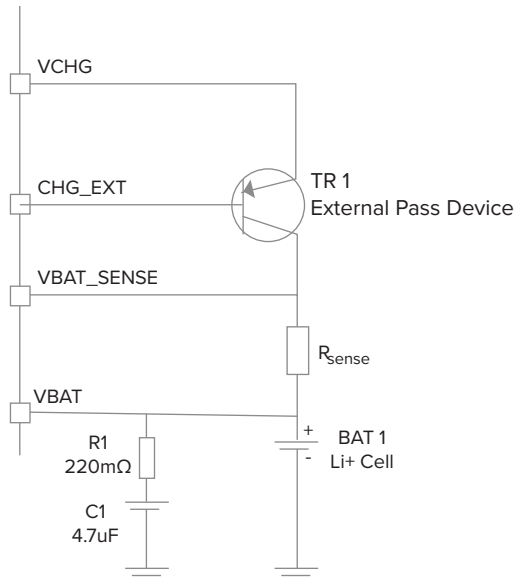 VCHG
CHG_EXT
TR 1
External Pass Device
VBAT_SENSE
Rsense
VBAT
+
-
BAT 1
Li+ Cell
R1
220mΩ
C1
4.7uF